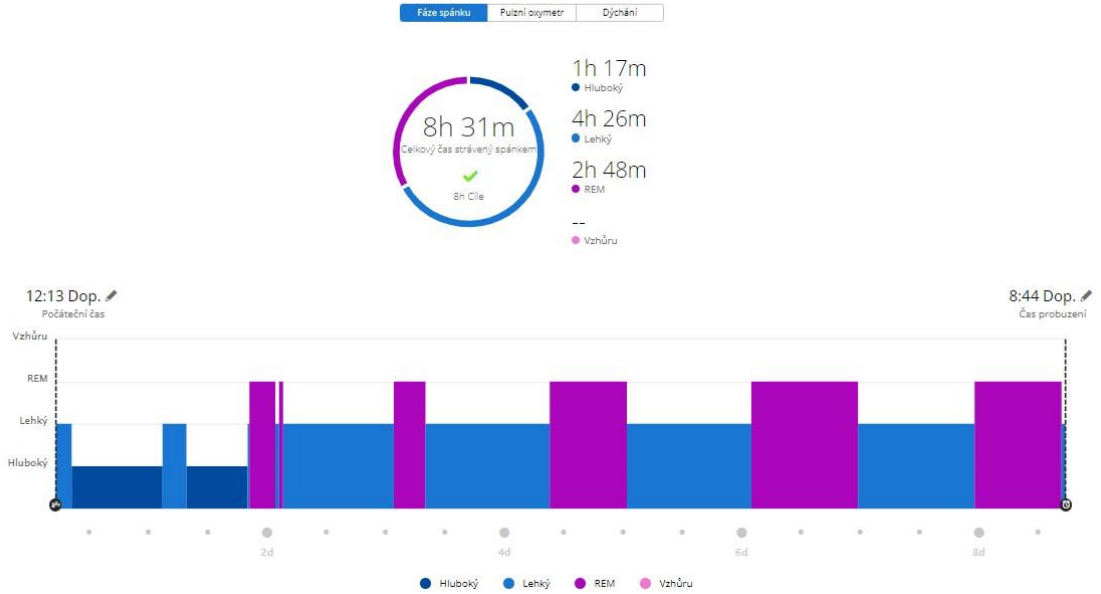 Fáze spánku
Pulzní oxymetr
Dýchání
8h 31m
Celkový čas strávený spánkem
8h Cíle
1h 17m
Hluboký
4h 26m
Lehký
2h 48m
REM
--
Vzhůru
12:13 Dop.
Počáteční čas
8:44 Dop.
Čas probuzení
Vzhůru
REM
Lehký
Hluboký
2d
4d
6d
8d
Hluboký
Lehký
REM
Vzhůru